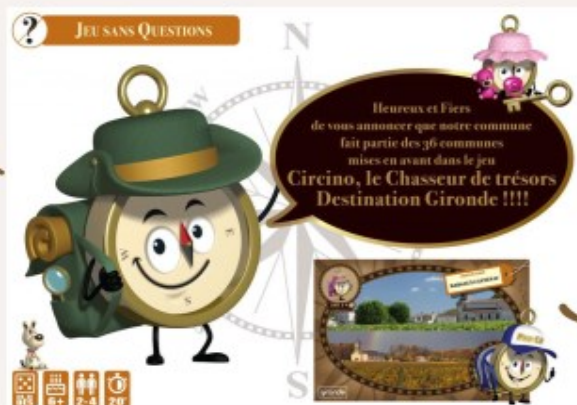 ?
JEU SANS QUESTIONS
N
W
Heureux et Fiers
de vous annoncer que notre commune
fait partie des 36 communes
mises en avant dans le jeu
Circino, le Chasseur de trésors
Destination Gironde !!!!
W
E
S
gironde
S
6+
2-4
20'